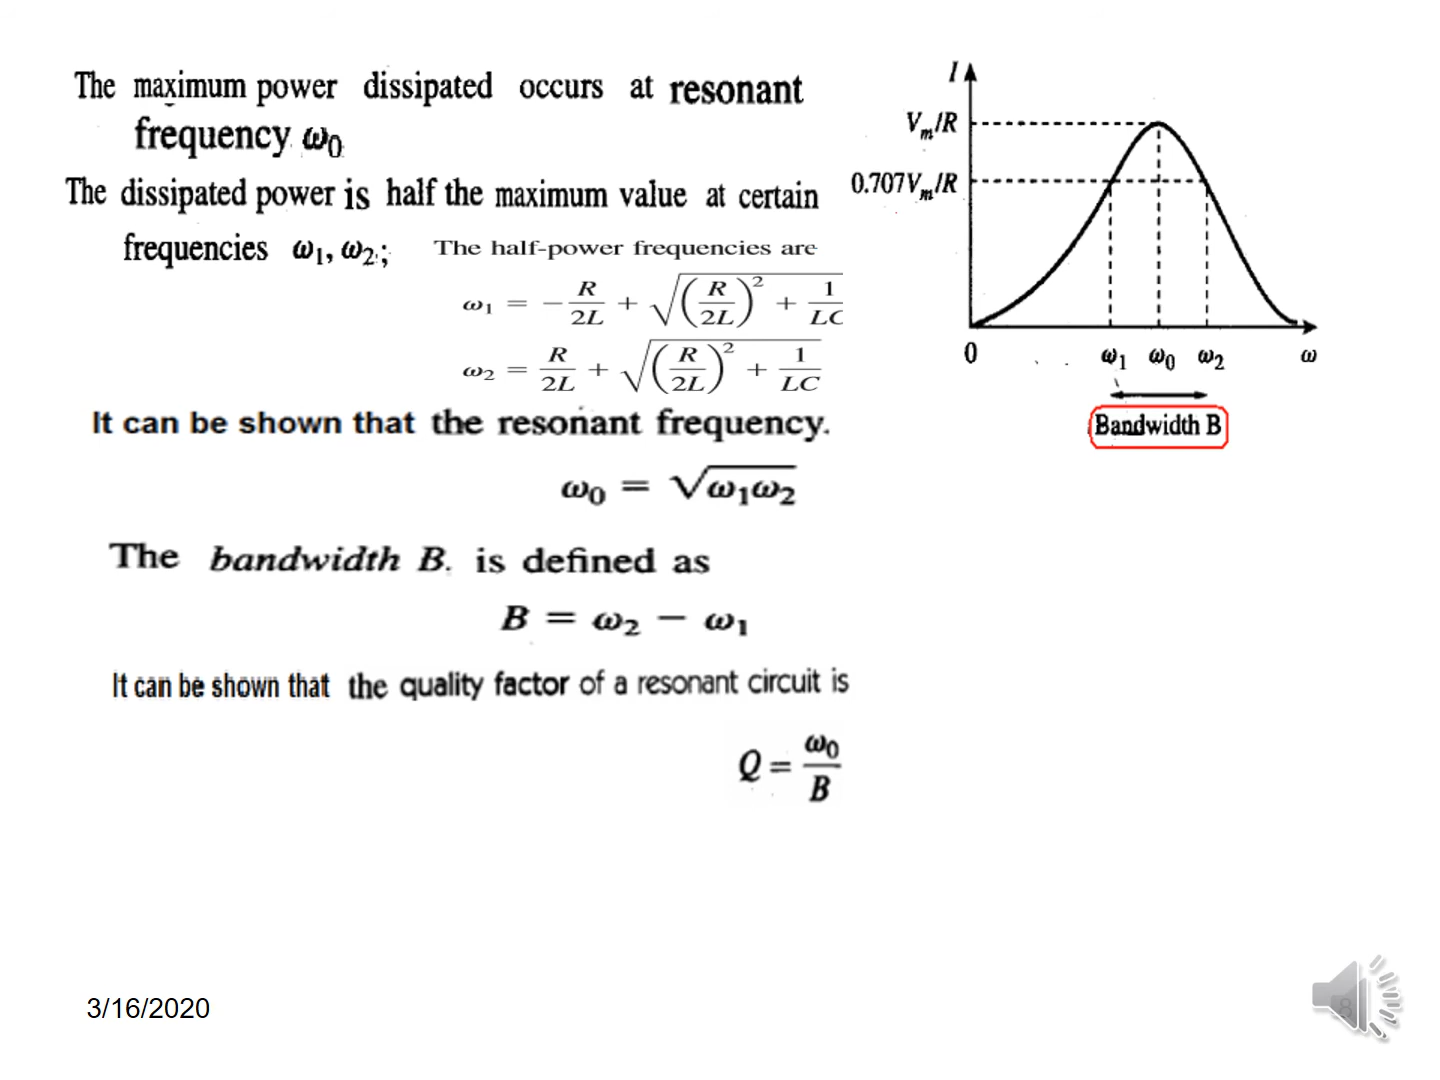 The maximum power dissipated occurs at resonant
frequency ω0
The dissipated power is half the maximum value at certain
frequencies ω1, ω2;
The half-power frequencies are
ω1 = −R/2L + √((R/2L)² + 1/LC
ω2 = R/2L + √((R/2L)² + 1/LC)
It can be shown that the resonant frequency.
ω0 = √ω1ω2
The bandwidth B. is defined as
B = ω2 − ω1
It can be shown that the quality factor of a resonant circuit is
Q = ω0/B
I
Vm/R
0.707Vm/R
0 ω1 ω0 ω2 ω
Bandwidth B
3/16/2020
8